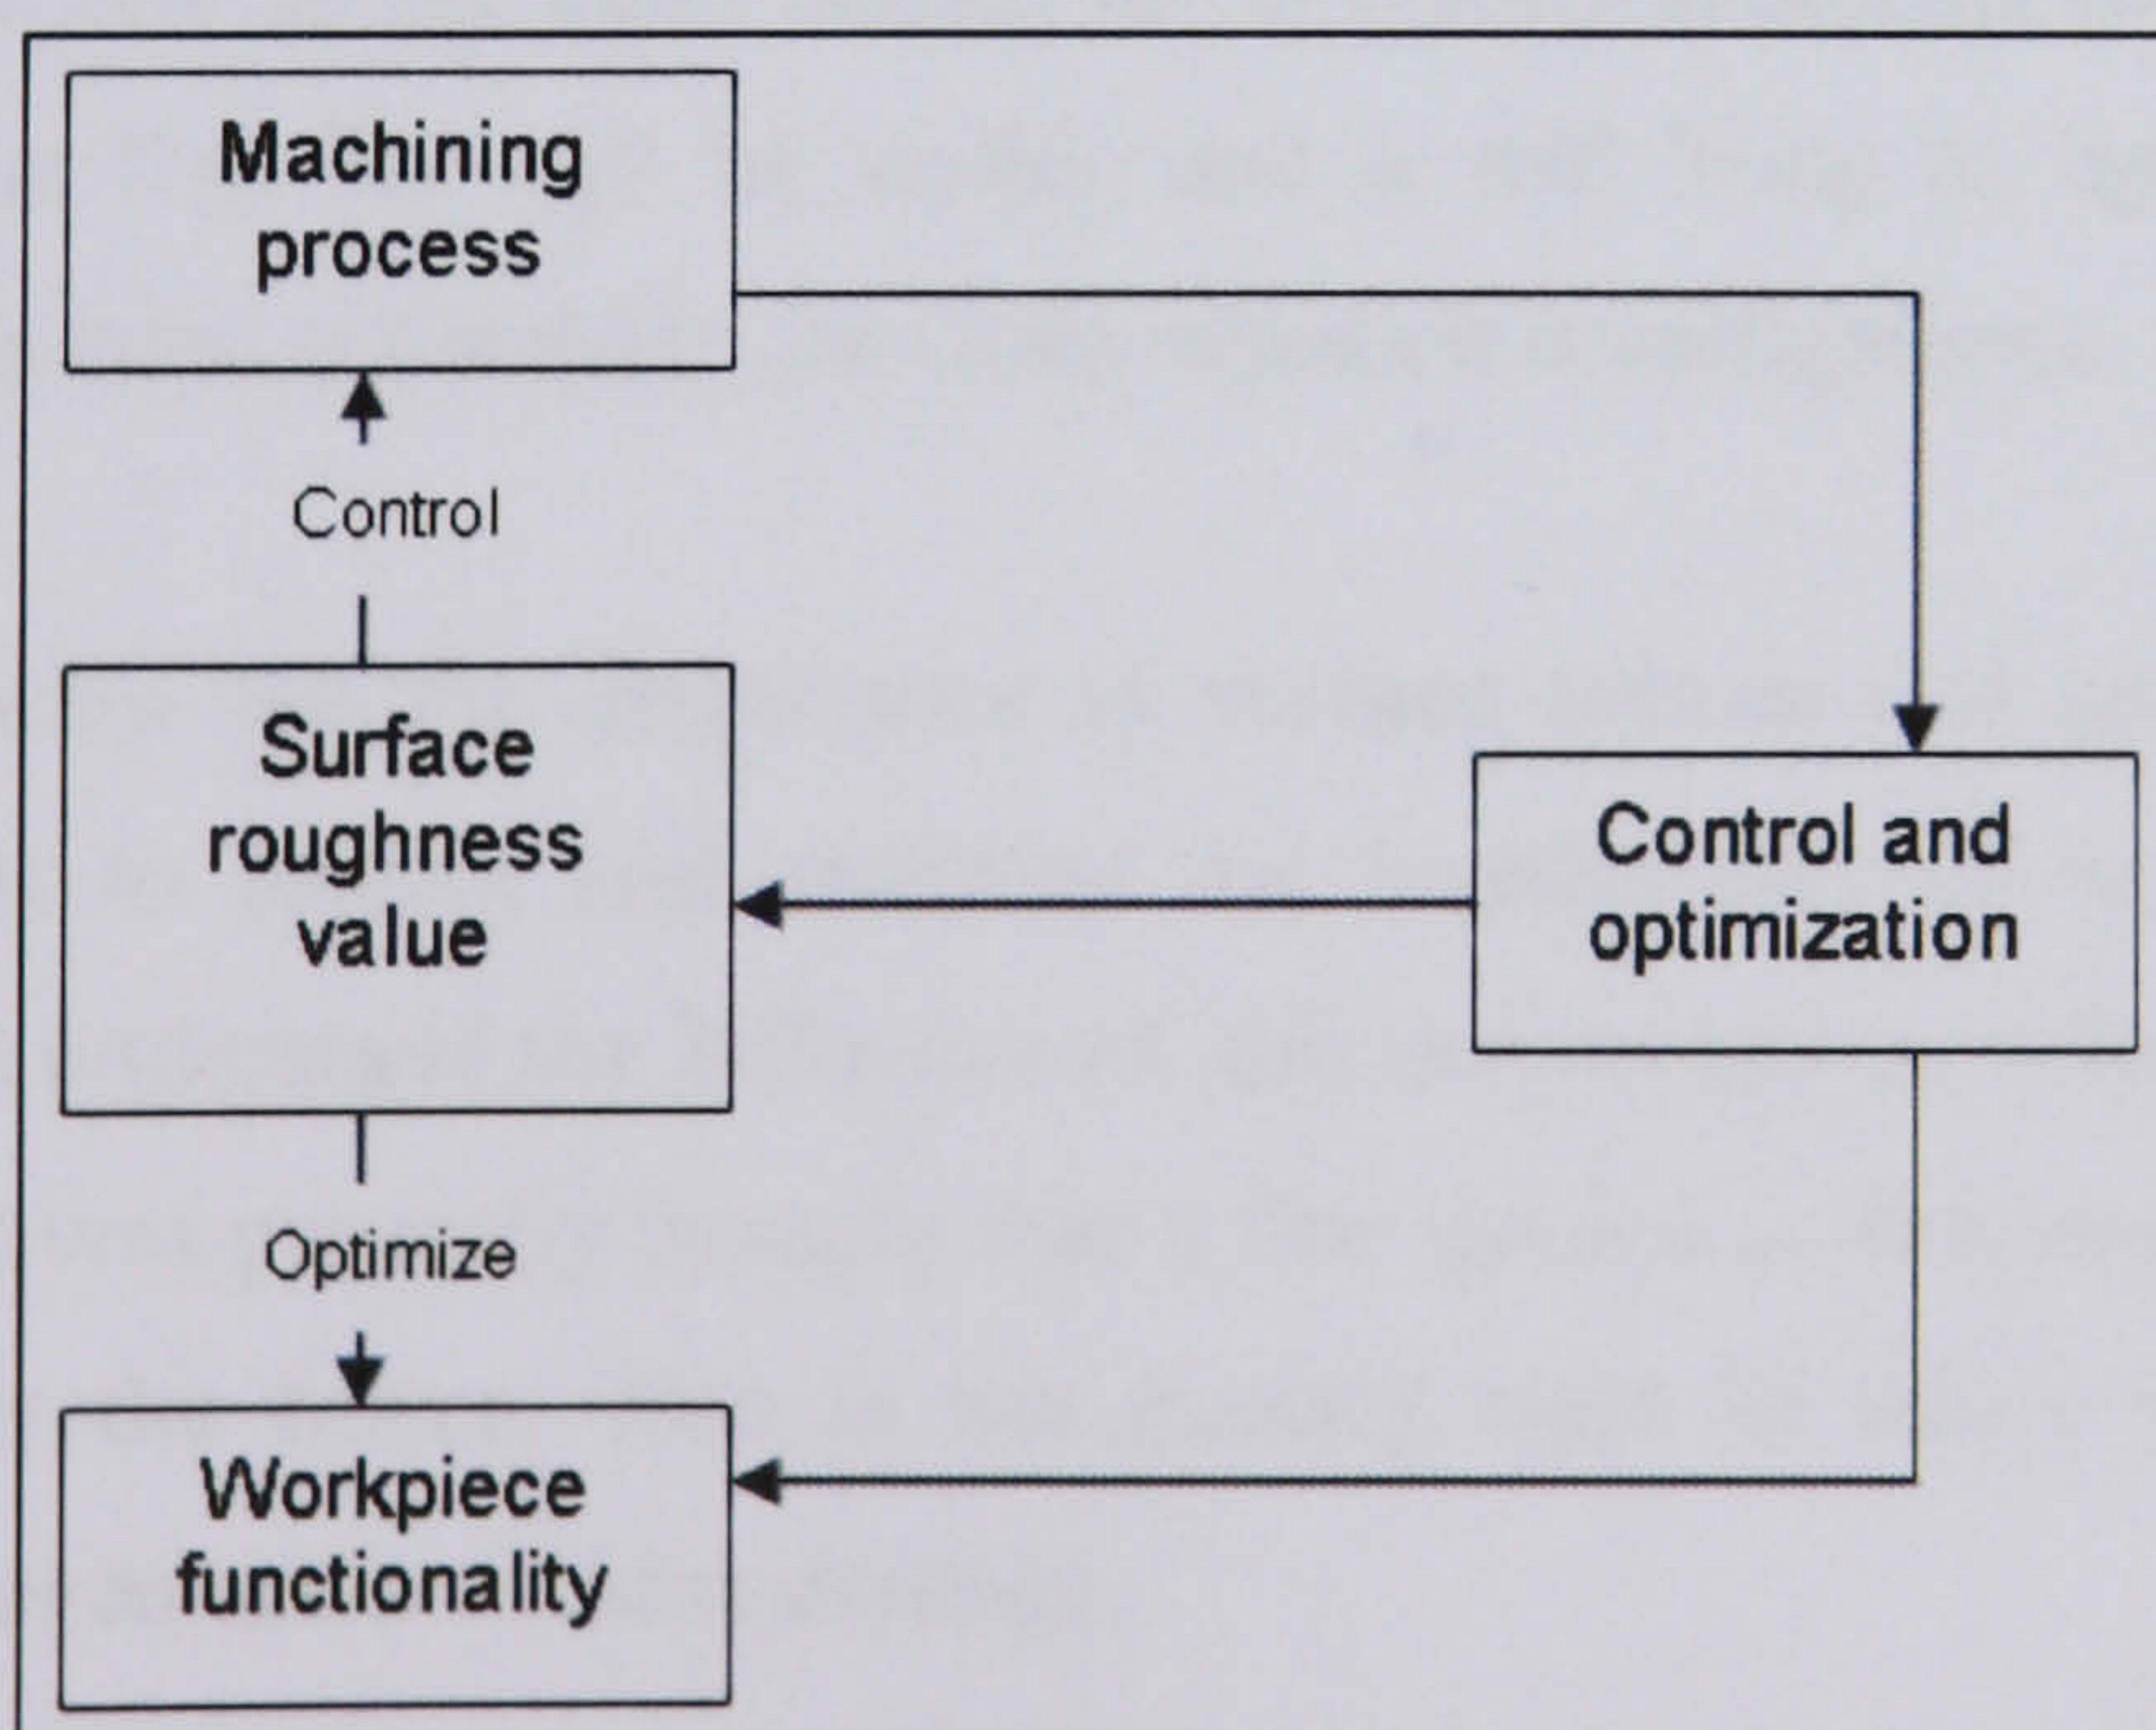 Machining
process
Control
Surface
roughness
value
Control and
optimization
Optimize
Workpiece
functionality